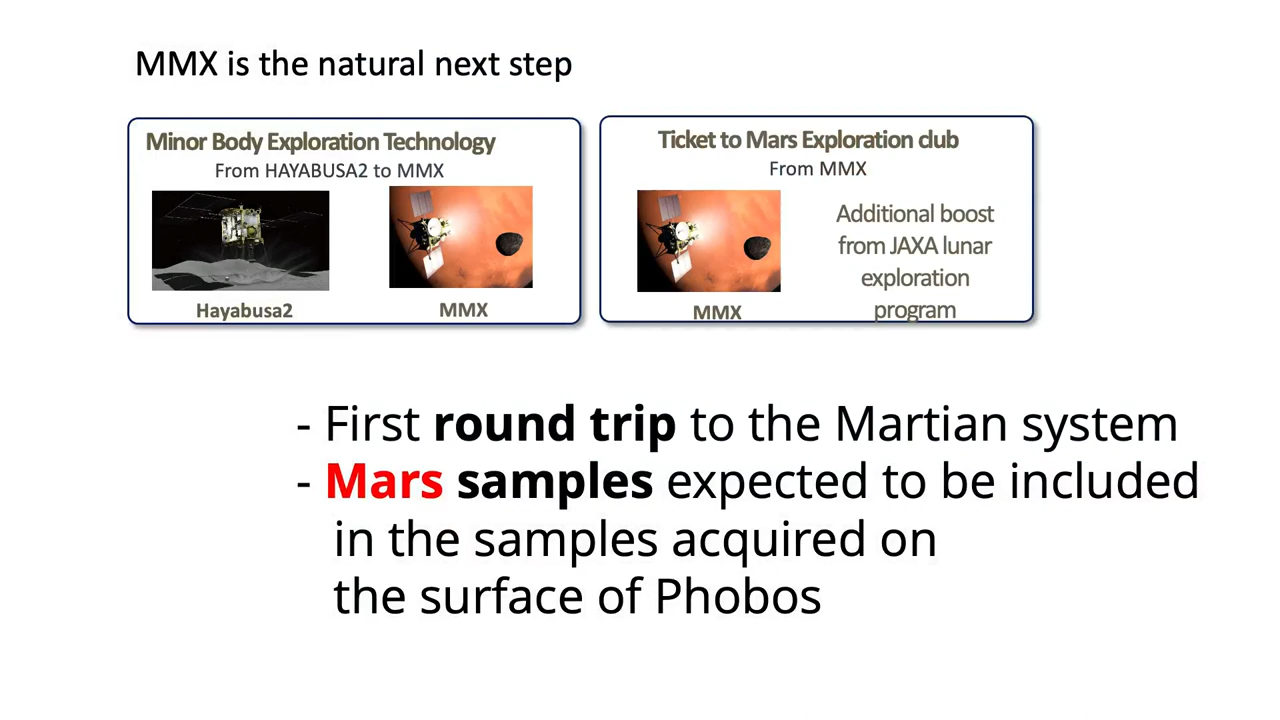 MMX is the natural next step
Minor Body Exploration Technology
From HAYABUSA2 to MMX
Hayabusa2
MMX
Ticket to Mars Exploration club
From MMX
MMX
Additional boost
from JAXA lunar
exploration
program
- First round trip to the Martian system
- Mars samples expected to be included
in the samples acquired on
the surface of Phobos